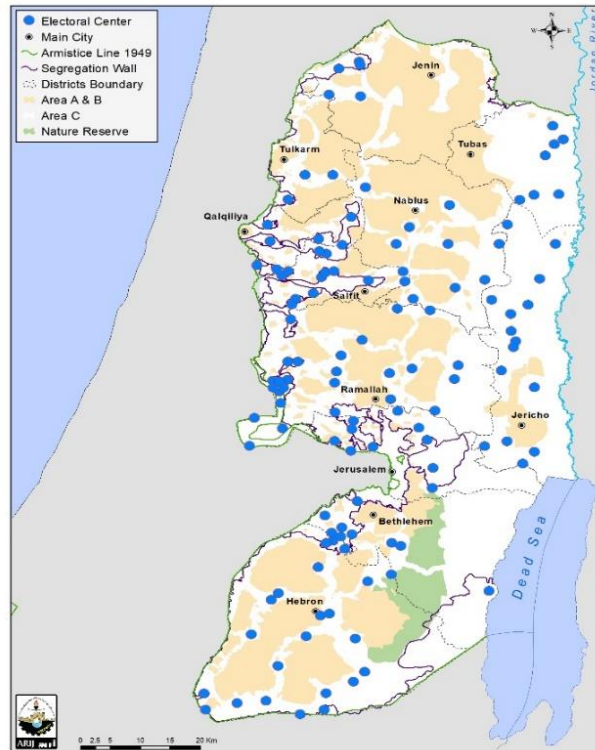 Electoral Center
Main City
Armistice Line 1949
Segregation Wall
Districts Boundary
Area A & B
Area C
Nature Reserve
N
W
E
S
Jordan River
Jenin
Tubas
Tulkarm
Nablus
Qalqiliya
Salfit
Ramallah
Jericho
Jerusalem
Bethlehem
Dead Sea
Hebron
ARIJ
0 2.5 5 10 15 20 Km